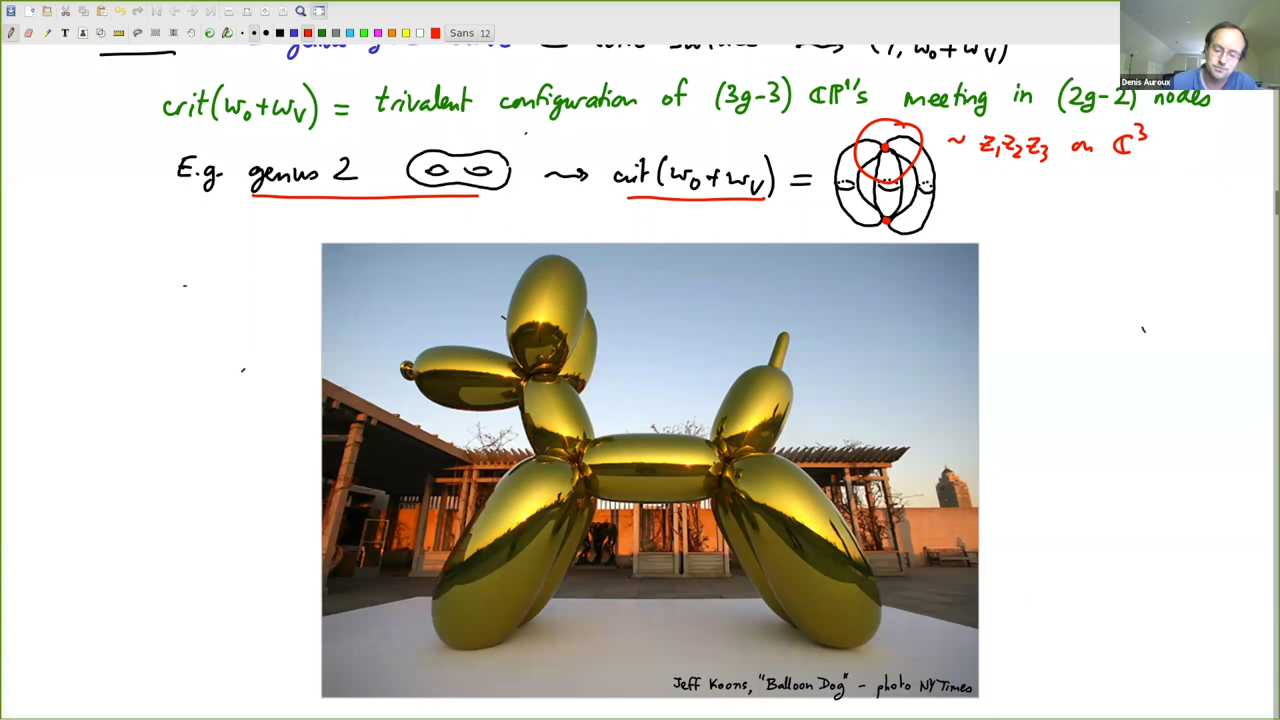 Sans 12
Denis Auroux
crit(W₀+W_V) = trivalent configuration of (3g-3) ℂℙ¹'s meeting in (2g-2) nodes
E.g. genus 2 ⇝ crit(W₀+W_V) = ~ z₁z₂z₃ on ℂ³
Jeff Koons, "Balloon Dog" - photo NYTimes